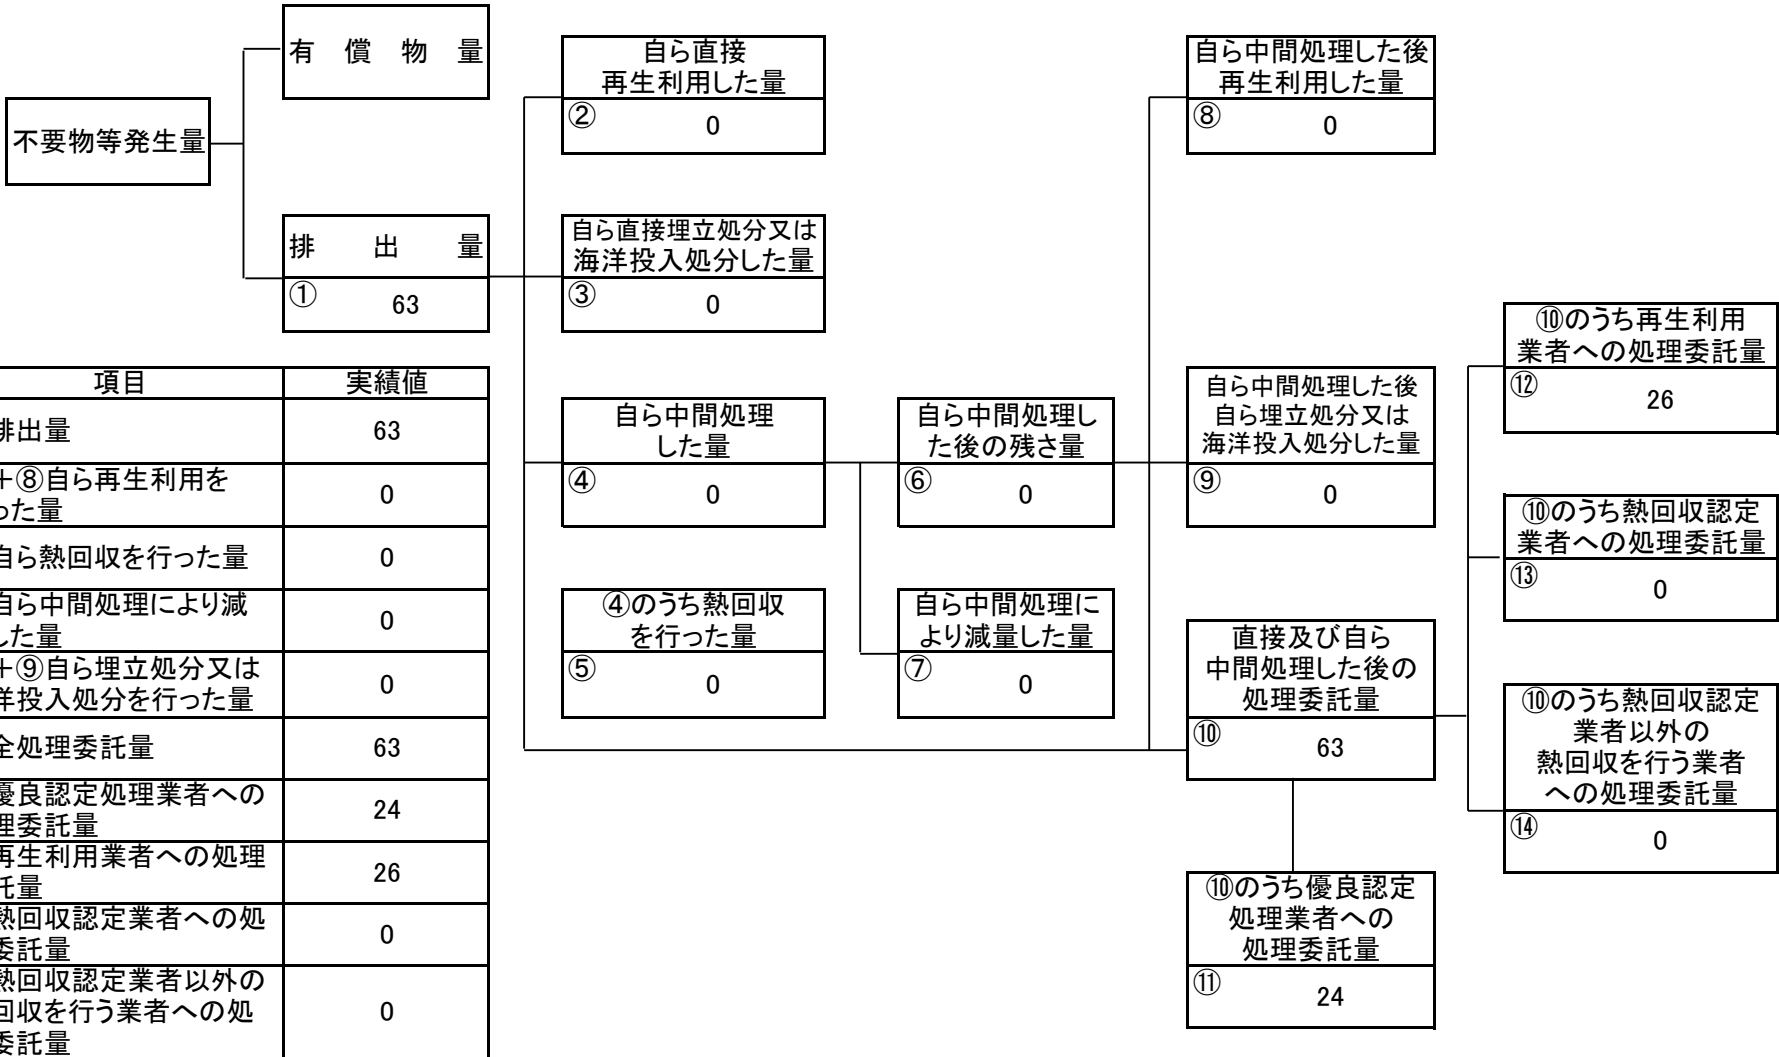 有 償 物 量
不要物等発生量
排 出 量
① 63
自ら直接
再生利用した量
② 0
自ら直接埋立処分又は
海洋投入処分した量
③ 0
自ら中間処理
した量
④ 0
④のうち熱回収
を行った量
⑤ 0
自ら中間処理し
た後の残さ量
⑥ 0
自ら中間処理に
より減量した量
⑦ 0
自ら中間処理した後
再生利用した量
⑧ 0
自ら中間処理した後
自ら埋立処分又は
海洋投入処分した量
⑨ 0
直接及び自ら
中間処理した後の
処理委託量
⑩ 63
⑩のうち優良認定
処理業者への
処理委託量
⑪ 24
⑩のうち再生利用
業者への処理委託量
⑫ 26
⑩のうち熱回収認定
業者への処理委託量
⑬ 0
⑩のうち熱回収認定
業者以外の
熱回収を行う業者
への処理委託量
⑭ 0
項目 実績値
排出量 63
+⑧自ら再生利用を
った量 0
自ら熱回収を行った量 0
自ら中間処理により減
した量 0
+⑨自ら埋立処分又は
洋投入処分を行った量 0
全処理委託量 63
優良認定処理業者への
理委託量 24
再生利用業者への処理
託量 26
熱回収認定業者への処
委託量 0
熱回収認定業者以外の
回収を行う業者への処
委託量 0